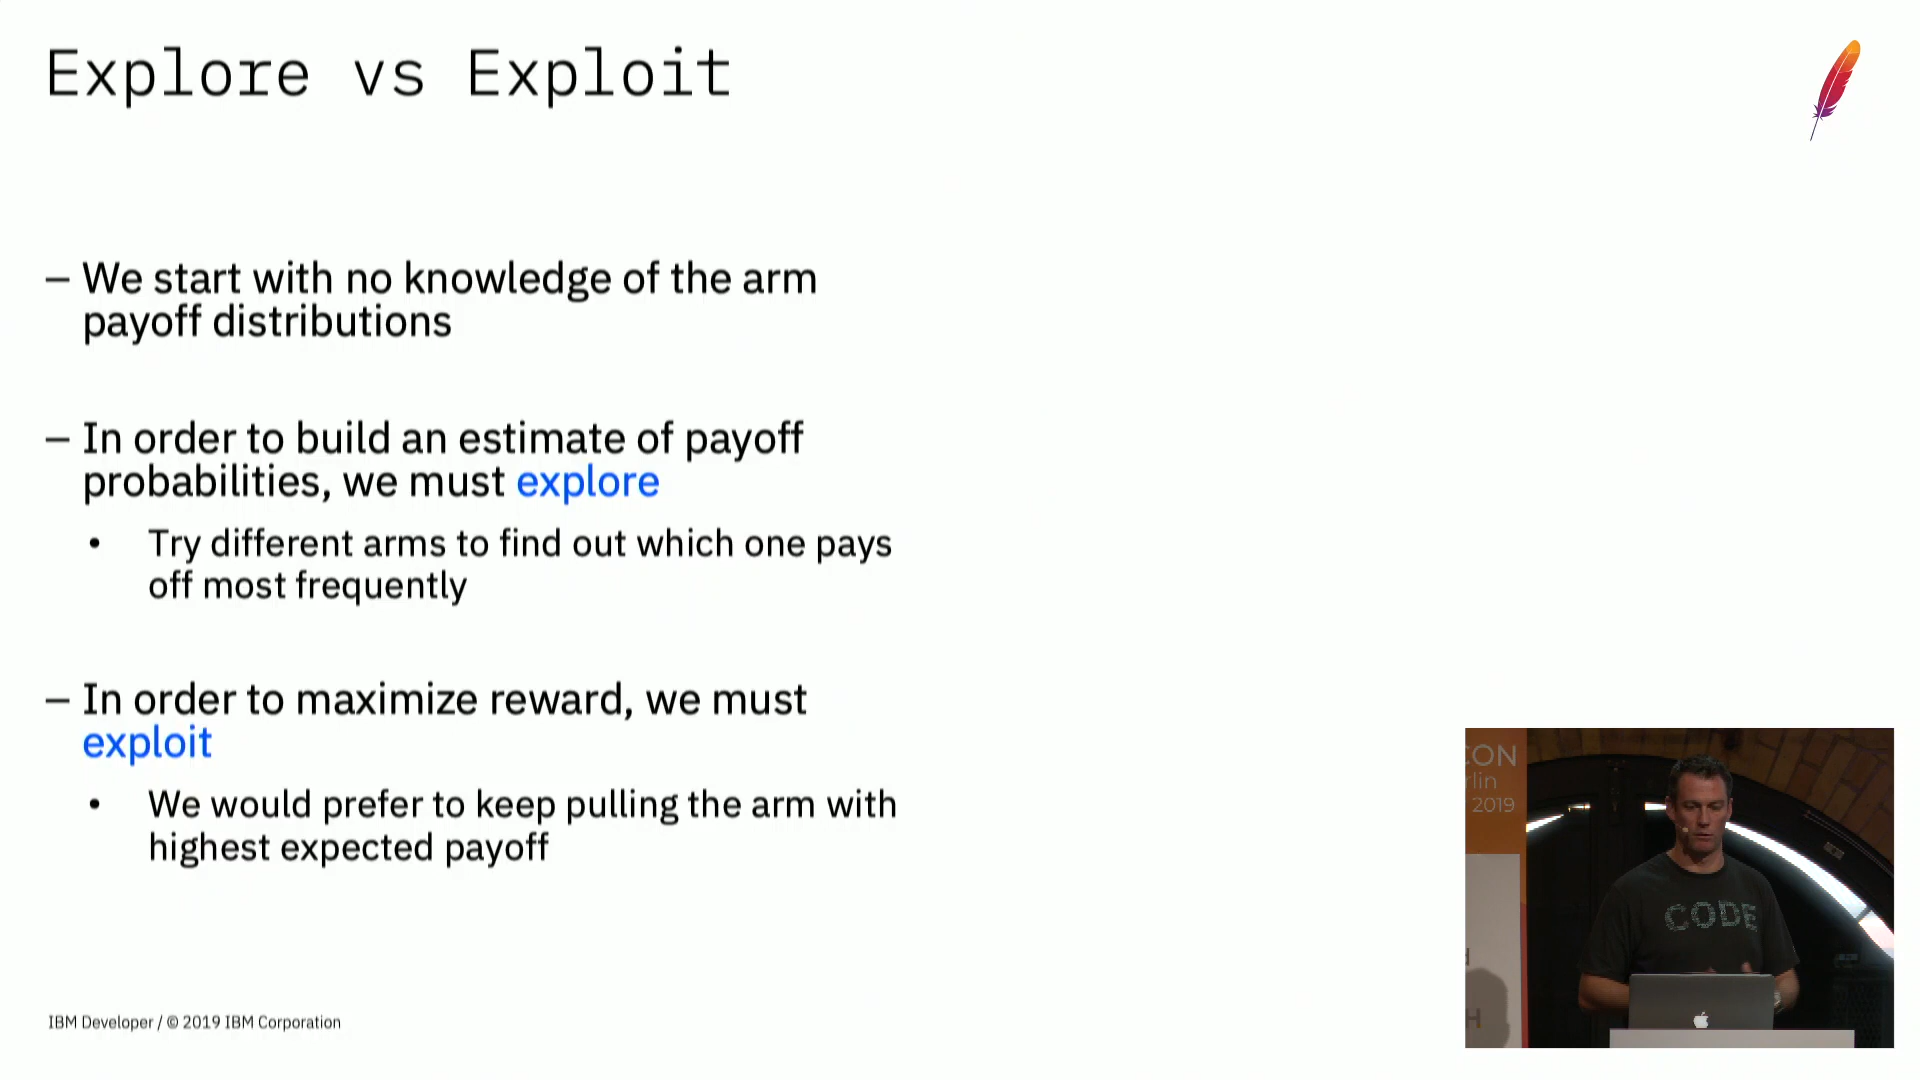 Explore vs Exploit
– We start with no knowledge of the arm
payoff distributions
– In order to build an estimate of payoff
probabilities, we must explore
• Try different arms to find out which one pays
off most frequently
– In order to maximize reward, we must
exploit
• We would prefer to keep pulling the arm with
highest expected payoff
IBM Developer / © 2019 IBM Corporation
CON
rlin
2019
CODE
H